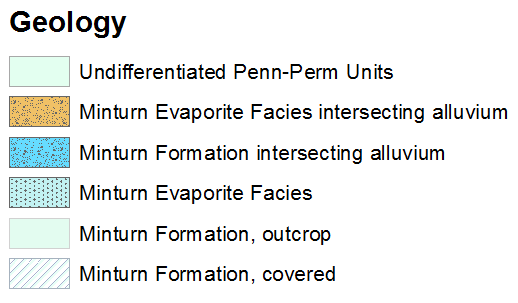 Geology
Undifferentiated Penn-Perm Units
Minturn Evaporite Facies intersecting alluvium
Minturn Formation intersecting alluvium
Minturn Evaporite Facies
Minturn Formation, outcrop
Minturn Formation, covered